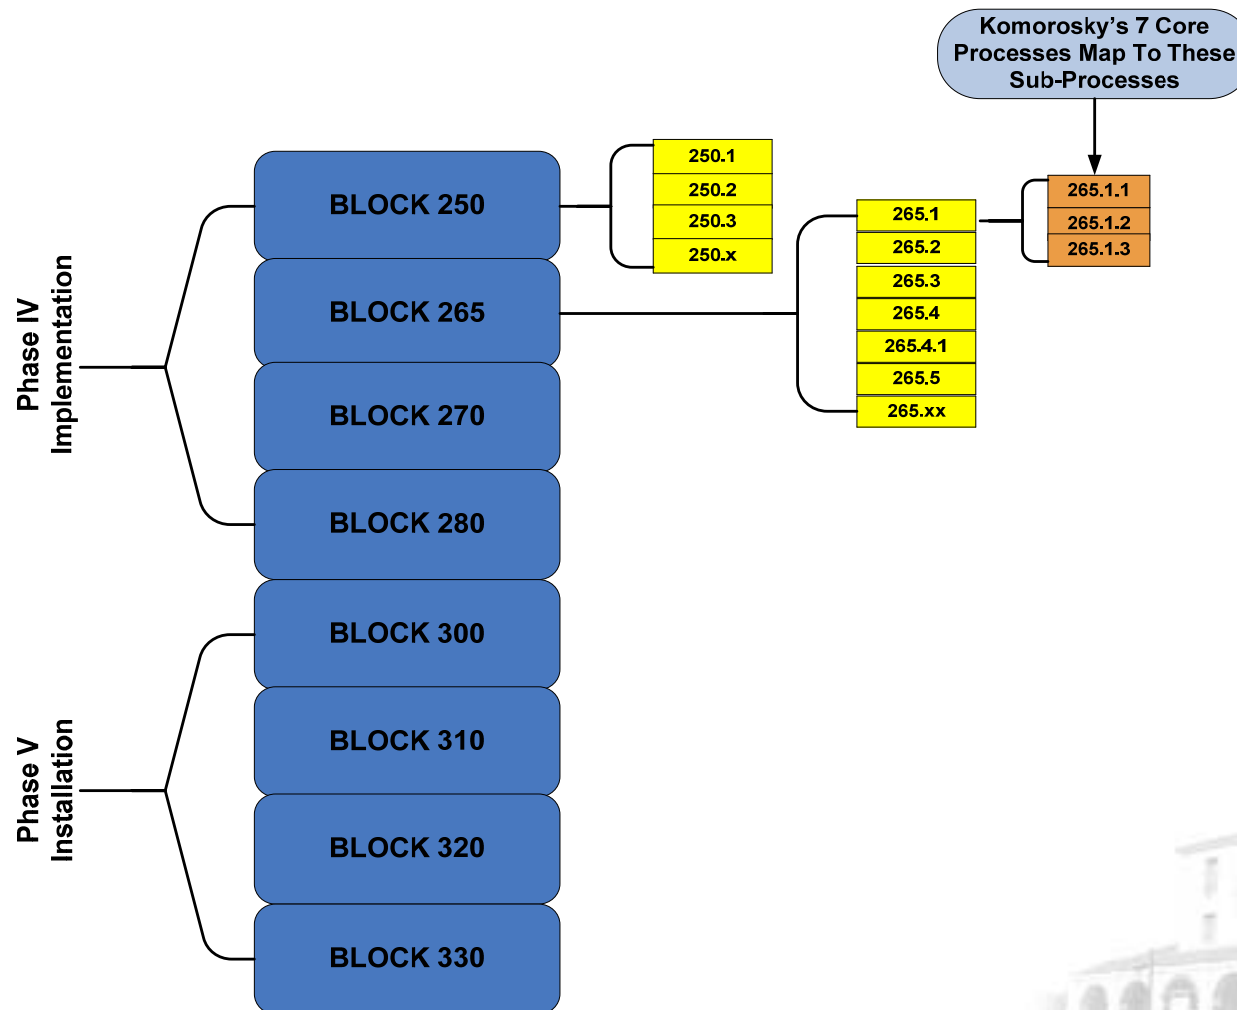 Komorosky's 7 Core
Processes Map To These
Sub-Processes
Phase IV
Implementation
BLOCK 250
BLOCK 265
BLOCK 270
BLOCK 280
250.1
250.2
250.3
250.x
265.1
265.2
265.3
265.4
265.4.1
265.5
265.xx
265.1.1
265.1.2
265.1.3
Phase V
Installation
BLOCK 300
BLOCK 310
BLOCK 320
BLOCK 330